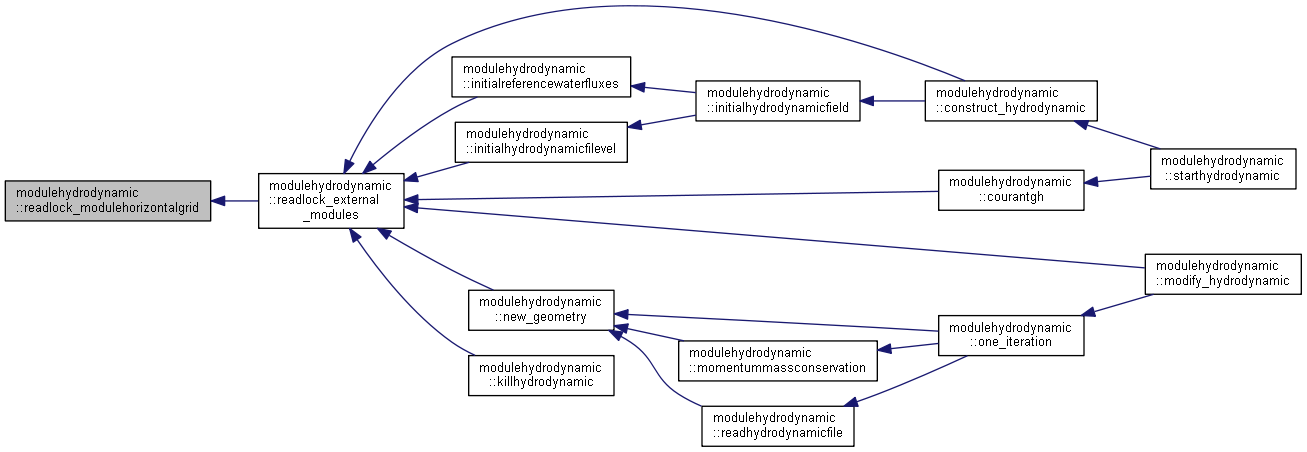 modulehydrodynamic
::readlock_modulehorizontalgrid
modulehydrodynamic
::readlock_external
_modules
modulehydrodynamic
::initialreferencewaterfluxes
modulehydrodynamic
::initialhydrodynamicfilevel
modulehydrodynamic
::new_geometry
modulehydrodynamic
::killhydrodynamic
modulehydrodynamic
::initialhydrodynamicfield
modulehydrodynamic
::momentummassconservation
modulehydrodynamic
::readhydrodynamicfile
modulehydrodynamic
::construct_hydrodynamic
modulehydrodynamic
::courantgh
modulehydrodynamic
::one_iteration
modulehydrodynamic
::starthydrodynamic
modulehydrodynamic
::modify_hydrodynamic